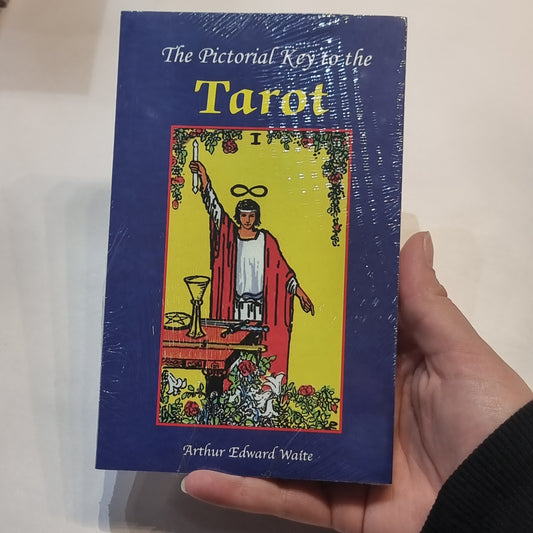 The Pictorial Key to the
Tarot
I
Arthur Edward Waite